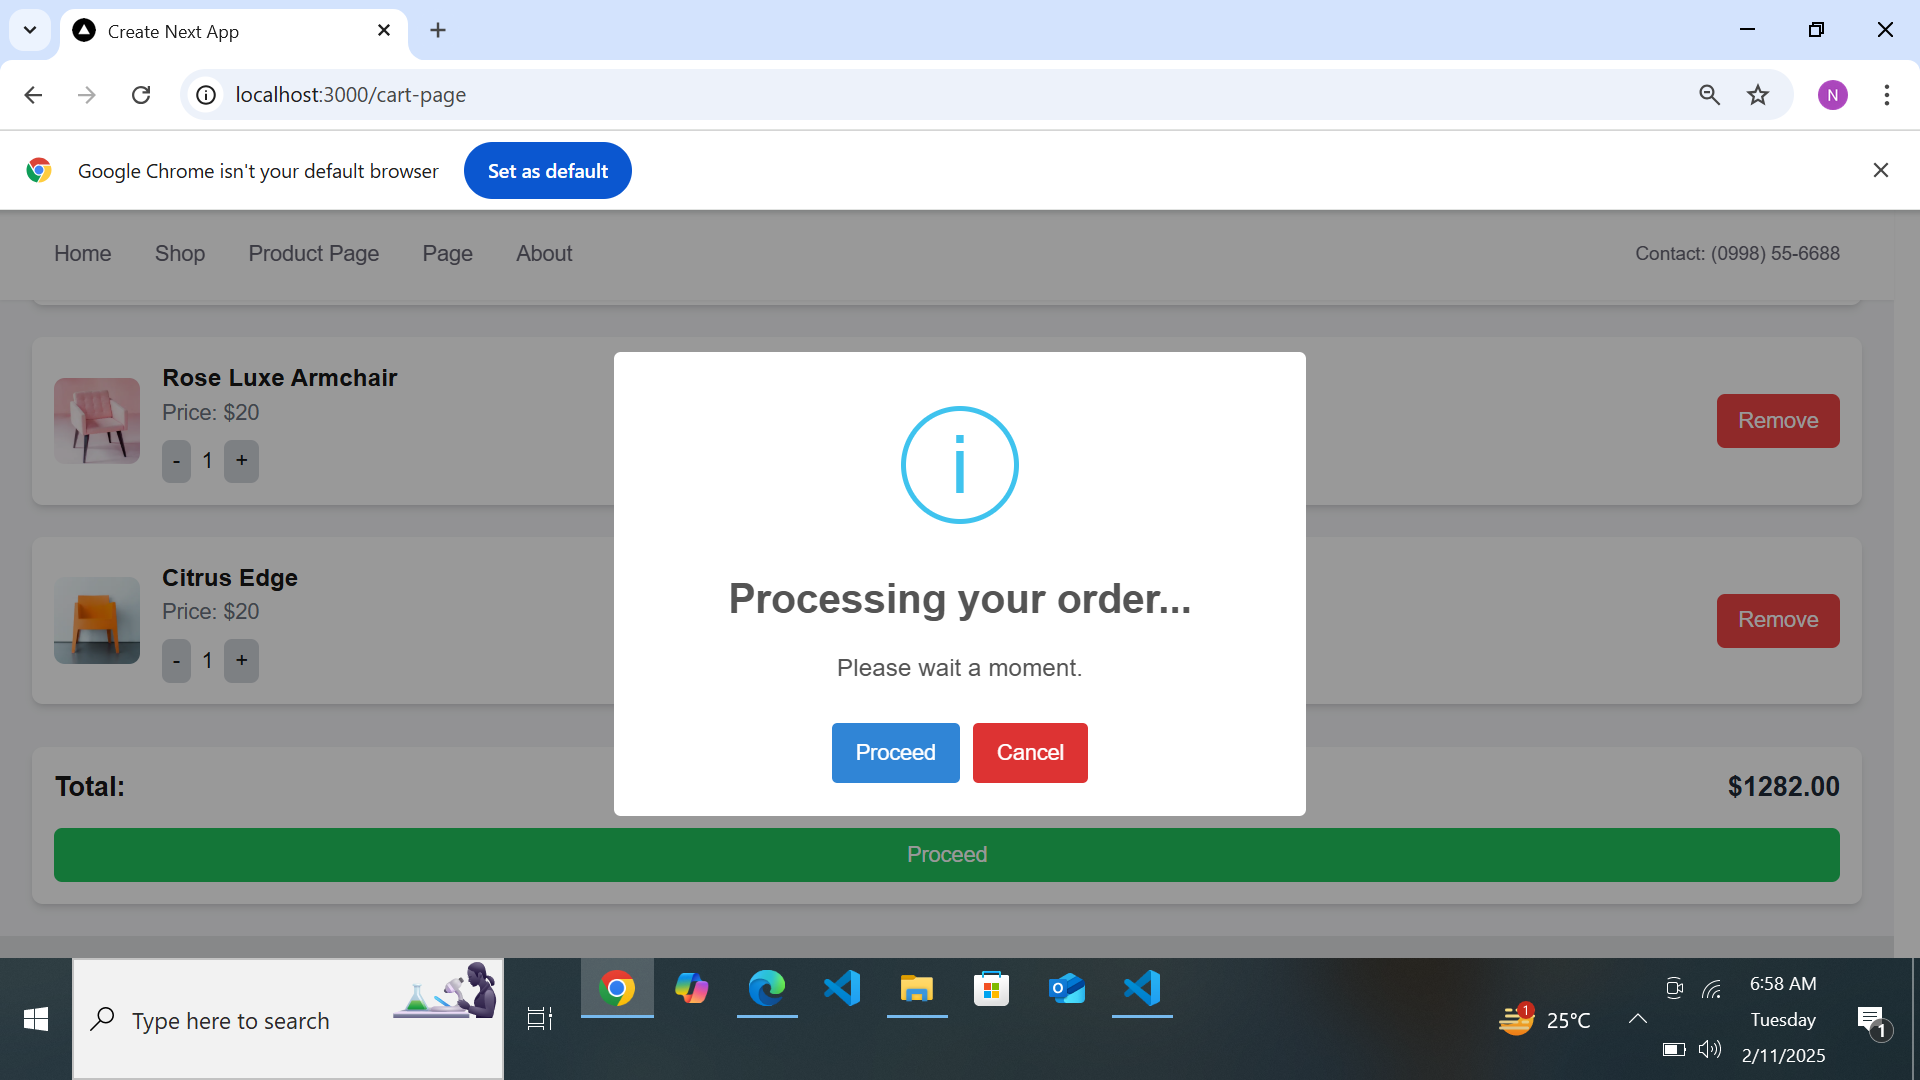 Create Next App
localhost:3000/cart-page
N
Google Chrome isn't your default browser
Set as default
Home
Shop
Product Page
Page
About
Contact: (0998) 55-6688
Rose Luxe Armchair
Price: $20
- 1 +
Remove
Citrus Edge
Price: $20
- 1 +
Remove
i
Processing your order...
Please wait a moment.
Proceed
Cancel
Total:
$1282.00
Proceed
Type here to search
1
25°C
6:58 AM
Tuesday
2/11/2025
1